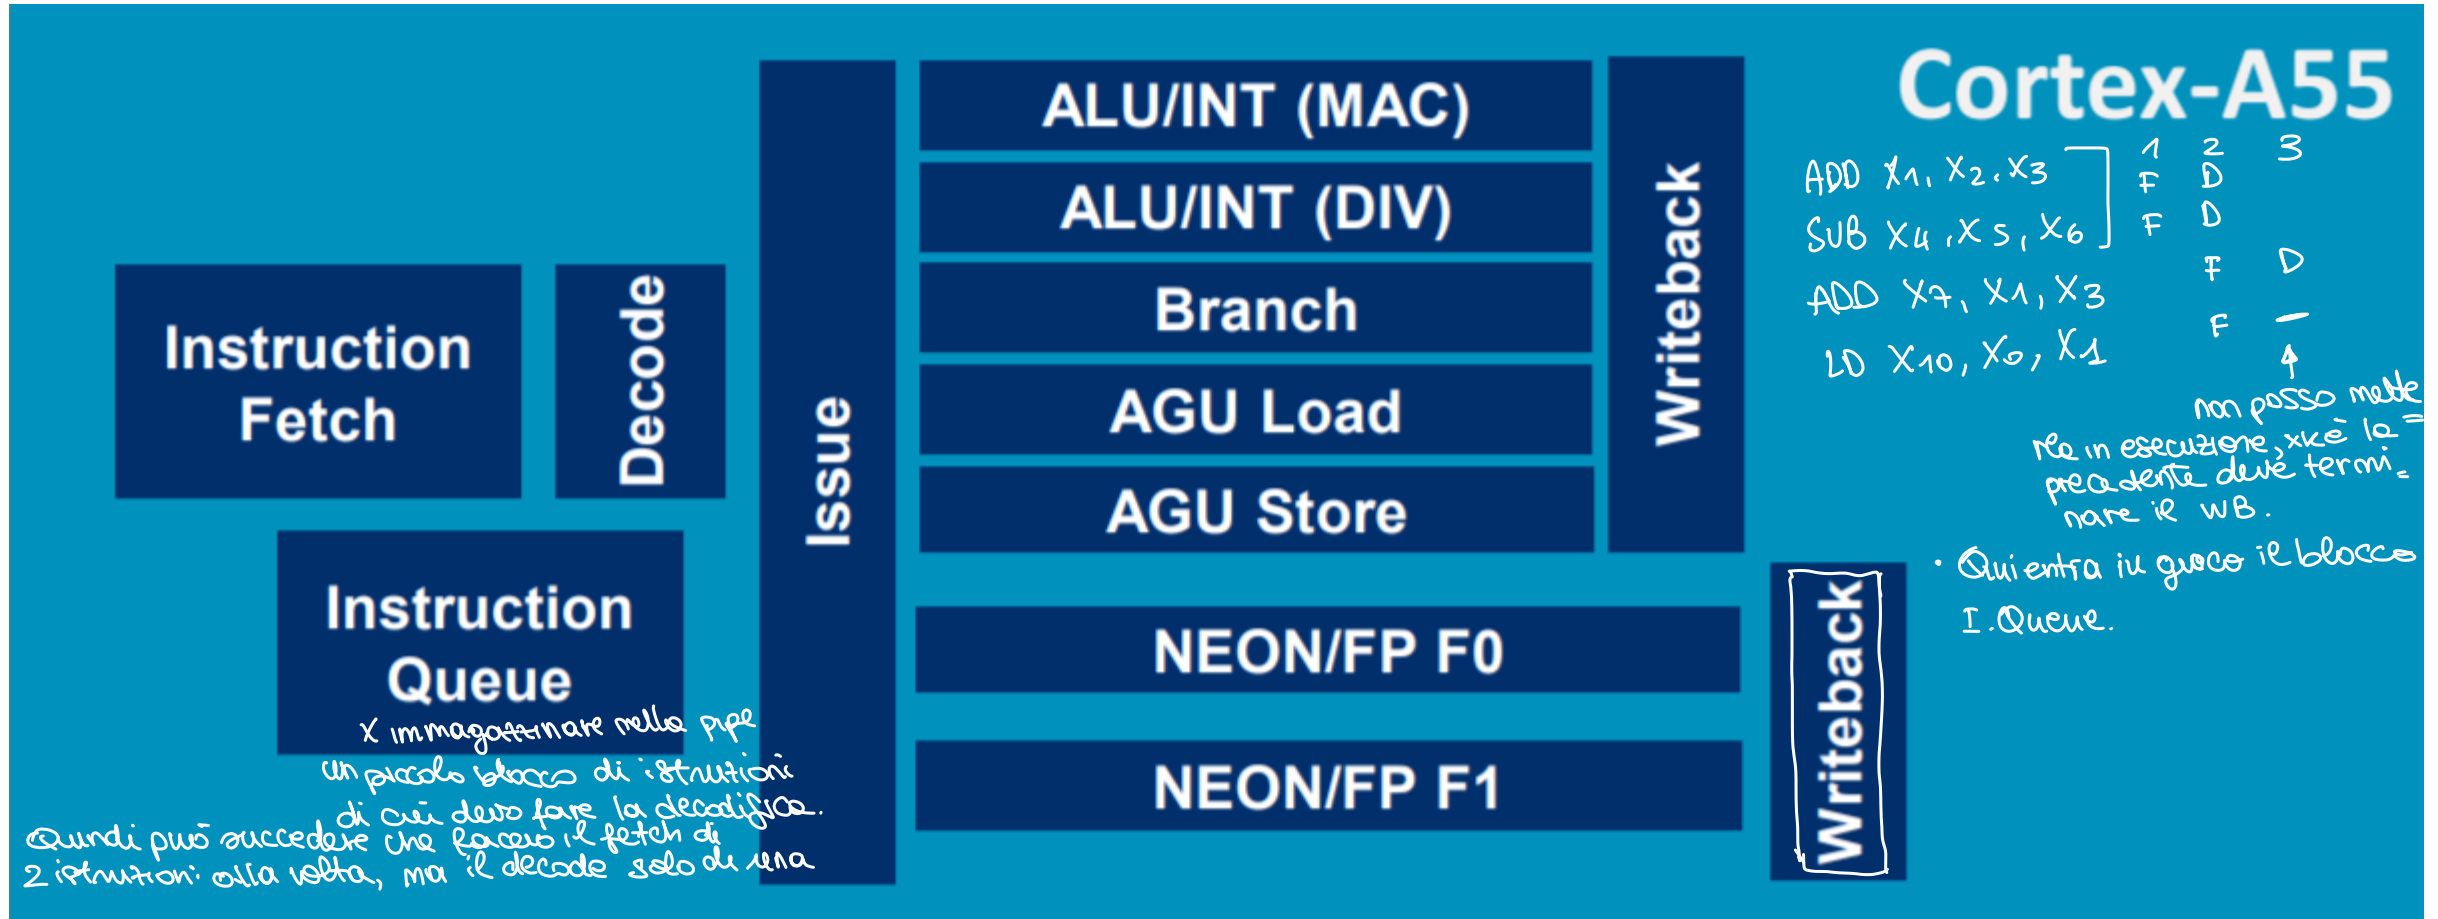 Cortex-A55
Instruction
Fetch
Decode
Instruction
Queue
Issue
ALU/INT (MAC)
ALU/INT (DIV)
Branch
AGU Load
AGU Store
Writeback
NEON/FP F0
NEON/FP F1
Writeback
1 2 3
ADD X1, X2, X3 F D
SUB X4, X5, X6 F D
ADD X7, X1, X3 F D
LD X10, X0, X1 F –
non posso mette=
rla in esecuzione, xkè la
precedente deve termi=
nare il WB.
• Qui entra in gioco il blocco
I. Queue.
X immagazzinare nella pipe
un piccolo blocco di istruzioni
di cui devo fare la decodifica.
Quindi può succedere che faccio il fetch di
2 istruzioni alla volta, ma il decode solo di una